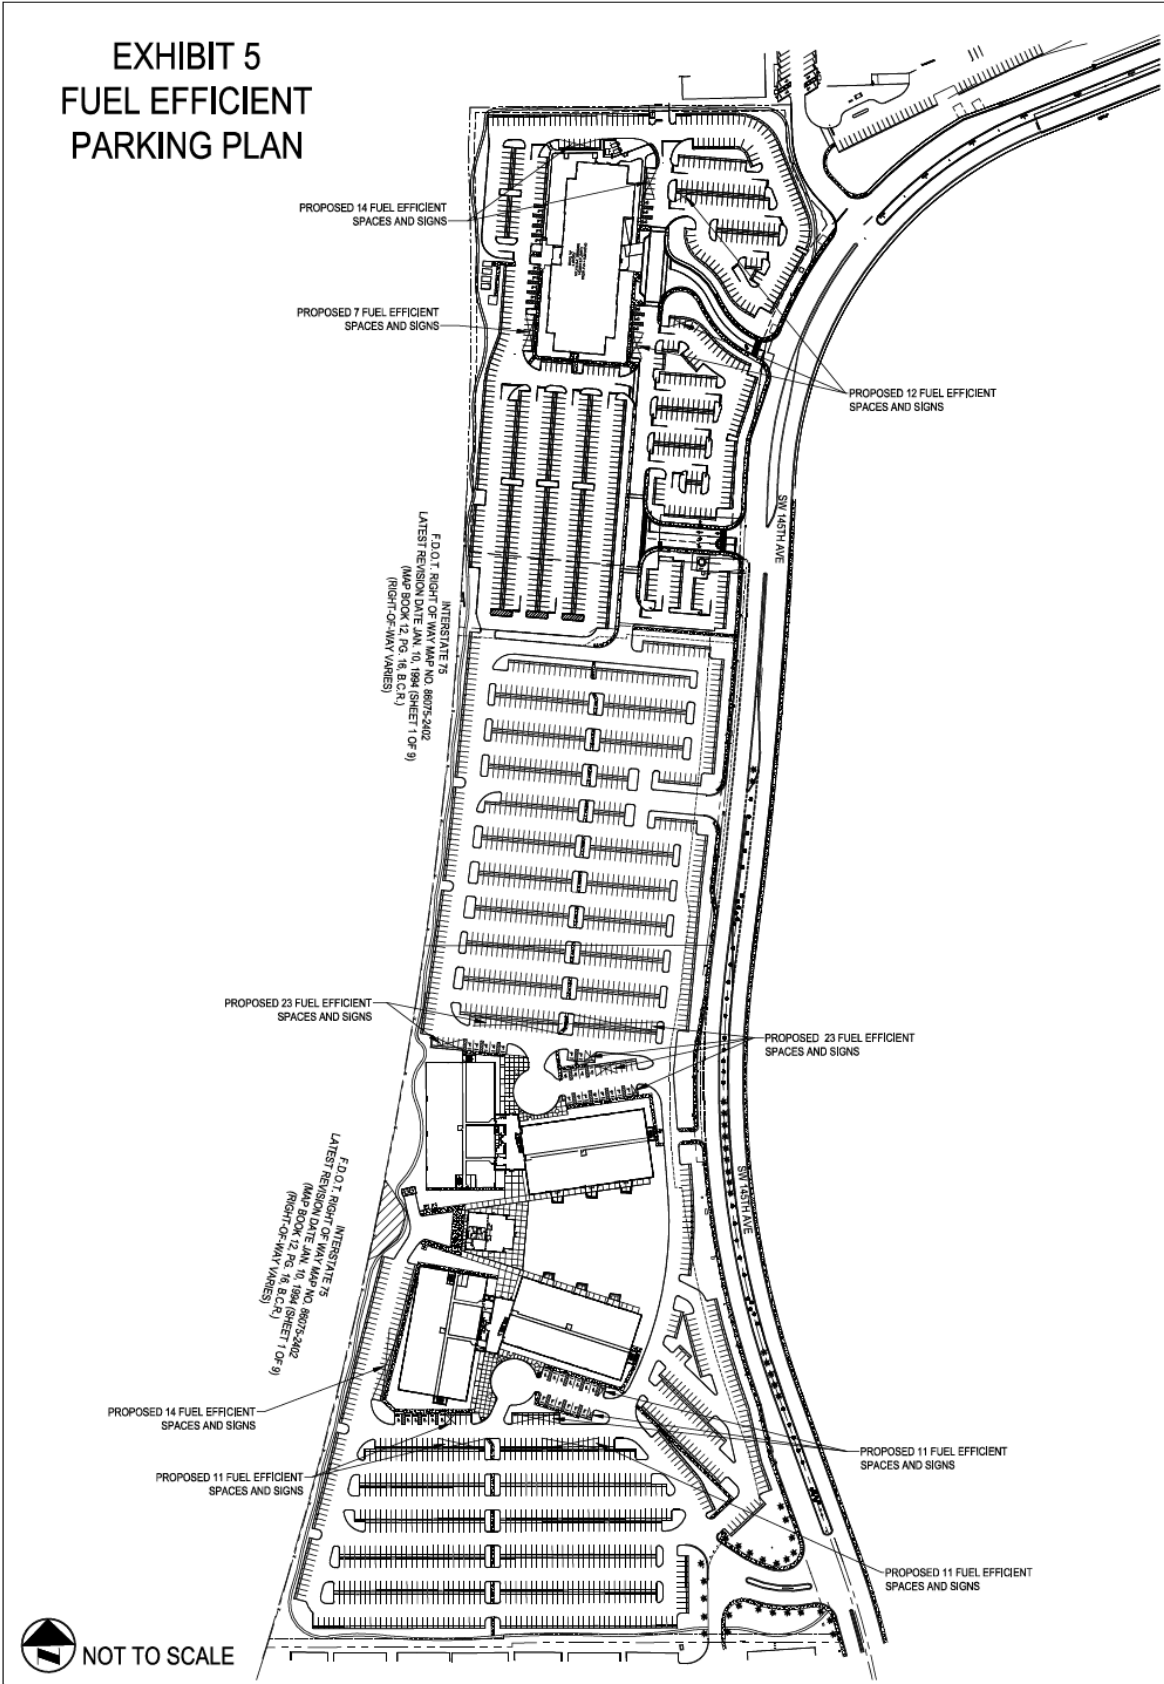 EXHIBIT 5
FUEL EFFICIENT
PARKING PLAN
PROPOSED 14 FUEL EFFICIENT
SPACES AND SIGNS
PROPOSED 7 FUEL EFFICIENT
SPACES AND SIGNS
PROPOSED 12 FUEL EFFICIENT
SPACES AND SIGNS
SW 145TH AVE
INTERSTATE 75
F.D.O.T. RIGHT OF WAY MAP NO. 86075-2402
LATEST REVISION DATE JAN. 10, 1994 (SHEET 1 OF 9)
(MAP BOOK 12, PG. 16, B.C.R.)
(RIGHT-OF-WAY VARIES)
PROPOSED 23 FUEL EFFICIENT
SPACES AND SIGNS
PROPOSED 23 FUEL EFFICIENT
SPACES AND SIGNS
SW 145TH AVE
INTERSTATE 75
F.D.O.T. RIGHT OF WAY MAP NO. 86075-2402
LATEST REVISION DATE JAN. 10, 1994 (SHEET 1 OF 9)
(MAP BOOK 12, PG. 16, B.C.R.)
(RIGHT-OF-WAY VARIES)
PROPOSED 14 FUEL EFFICIENT
SPACES AND SIGNS
PROPOSED 11 FUEL EFFICIENT
SPACES AND SIGNS
PROPOSED 11 FUEL EFFICIENT
SPACES AND SIGNS
PROPOSED 11 FUEL EFFICIENT
SPACES AND SIGNS
NOT TO SCALE